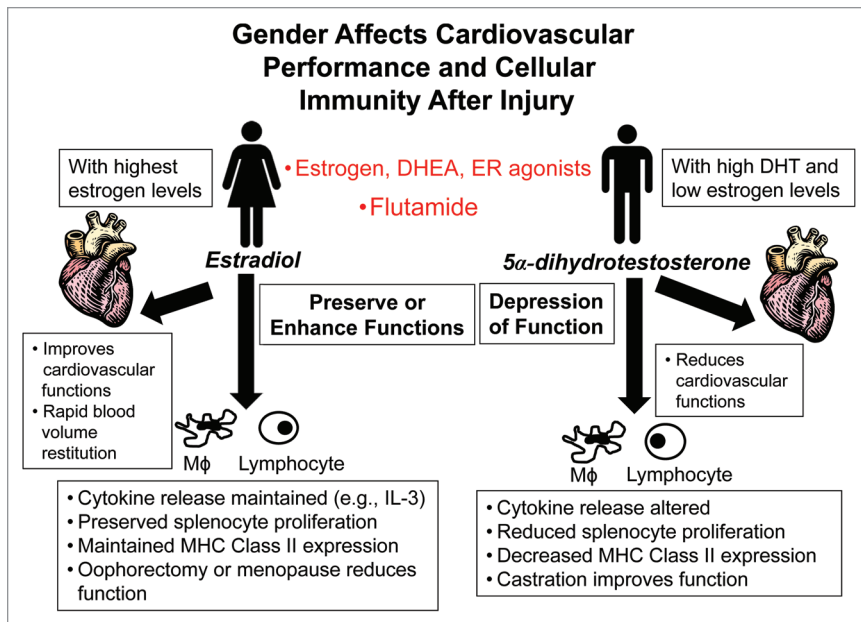 Gender Affects Cardiovascular
Performance and Cellular
Immunity After Injury
With highest
estrogen levels
• Estrogen, DHEA, ER agonists
• Flutamide
With high DHT and
low estrogen levels
Estradiol
5α-dihydrotestosterone
Preserve or
Enhance Functions
Depression
of Function
• Improves
cardiovascular
functions
• Rapid blood
volume
restitution
• Reduces
cardiovascular
functions
Mϕ
Lymphocyte
Mϕ
Lymphocyte
• Cytokine release maintained (e.g., IL-3)
• Preserved splenocyte proliferation
• Maintained MHC Class II expression
• Oophorectomy or menopause reduces
function
• Cytokine release altered
• Reduced splenocyte proliferation
• Decreased MHC Class II expression
• Castration improves function